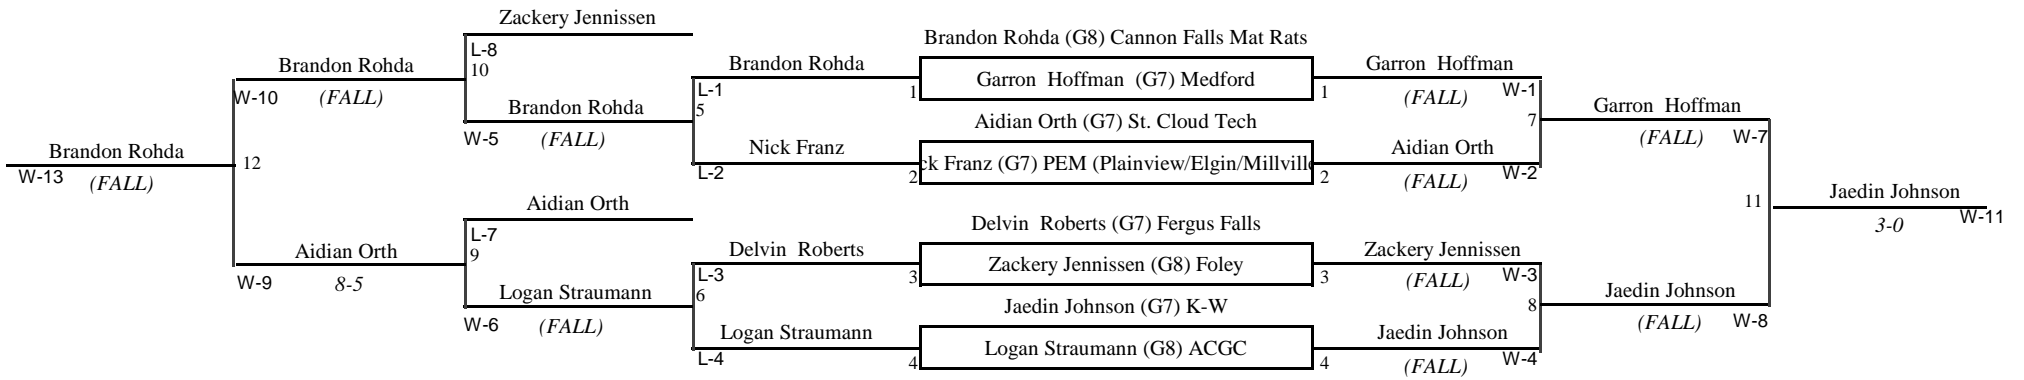 Zackery Jennissen
L-8
10
Brandon Rohda
W-10
(FALL)
Brandon Rohda
W-5
(FALL)
Brandon Rohda
W-13
(FALL)
12
Aidian Orth
L-7
9
Aidian Orth
W-9
8-5
Logan Straumann
W-6
(FALL)
Brandon Rohda
L-1
5
Nick Franz
L-2
Delvin Roberts
L-3
6
Logan Straumann
L-4
Brandon Rohda (G8) Cannon Falls Mat Rats
1 Garron Hoffman (G7) Medford 1
Aidian Orth (G7) St. Cloud Tech
2 ck Franz (G7) PEM (Plainview/Elgin/Millville 2
Delvin Roberts (G7) Fergus Falls
3 Zackery Jennissen (G8) Foley 3
Jaedin Johnson (G7) K-W
4 Logan Straumann (G8) ACGC 4
Garron Hoffman
(FALL) W-1
7
Aidian Orth
(FALL) W-2
Zackery Jennissen
(FALL) W-3
8
Jaedin Johnson
(FALL) W-4
Garron Hoffman
(FALL) W-7
11
Jaedin Johnson
(FALL) W-8
Jaedin Johnson
3-0 W-11